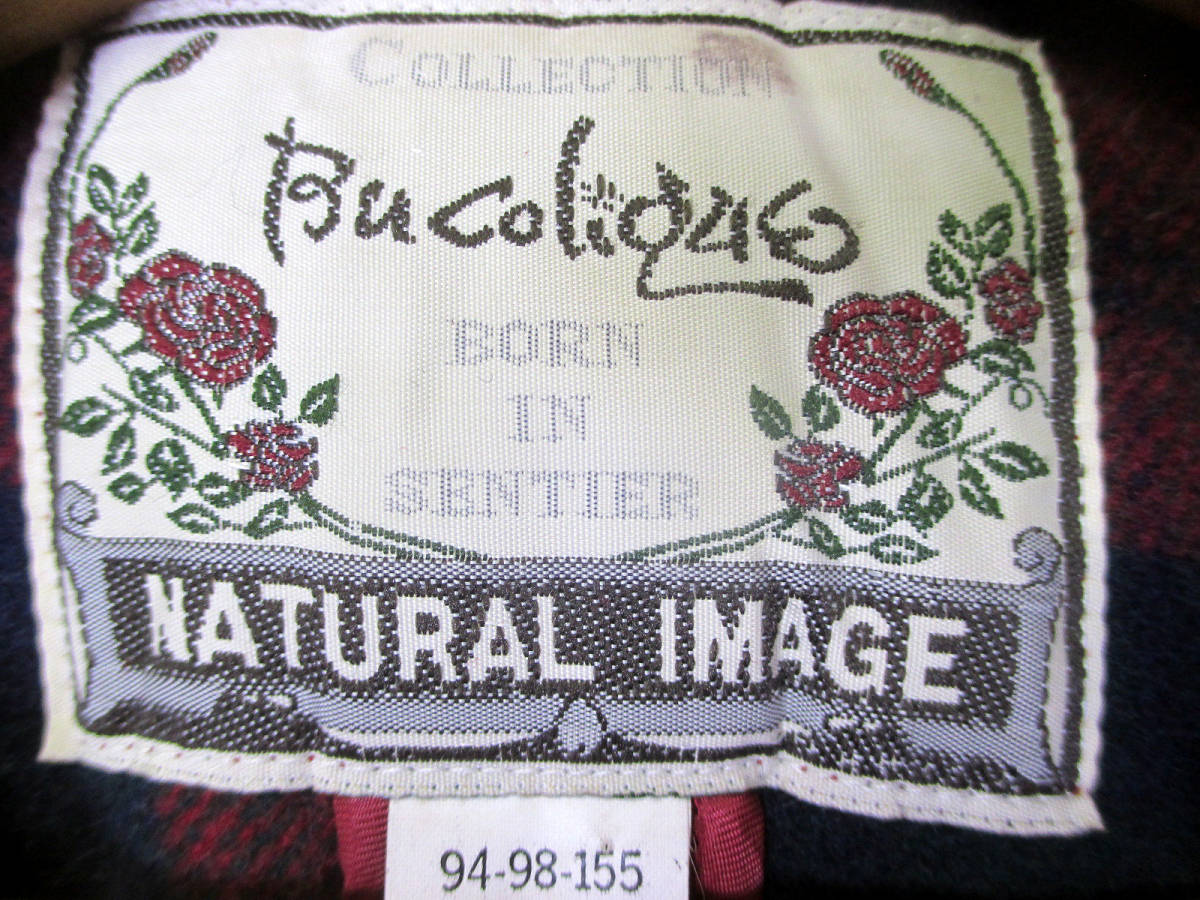 COLLECTION
Bucolique
BORN
IN
SENTIER
NATURAL IMAGE
94-98-155